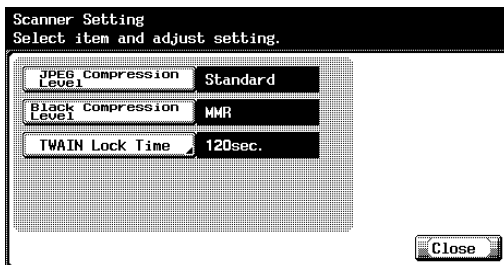 Scanner Setting
Select item and adjust setting.
JPEG Compression
Level
Standard
Black Compression
Level
MMR
TWAIN Lock Time
120sec.
Close